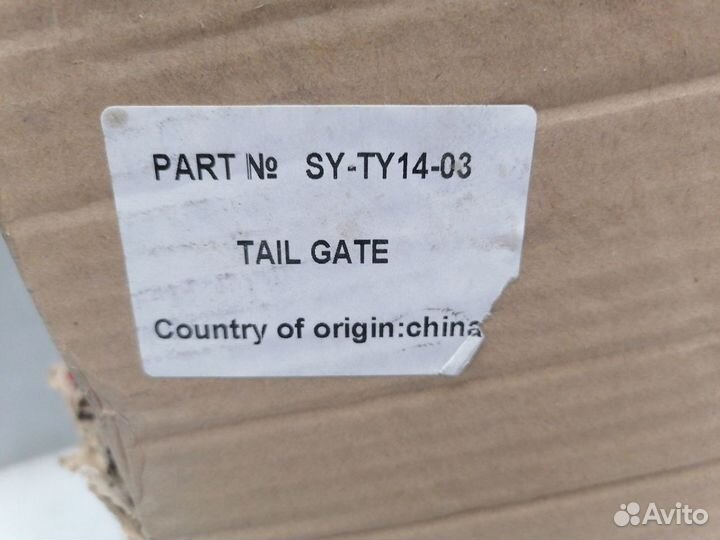 PART № SY-TY14-03
TAIL GATE
Country of origin:china
Avito